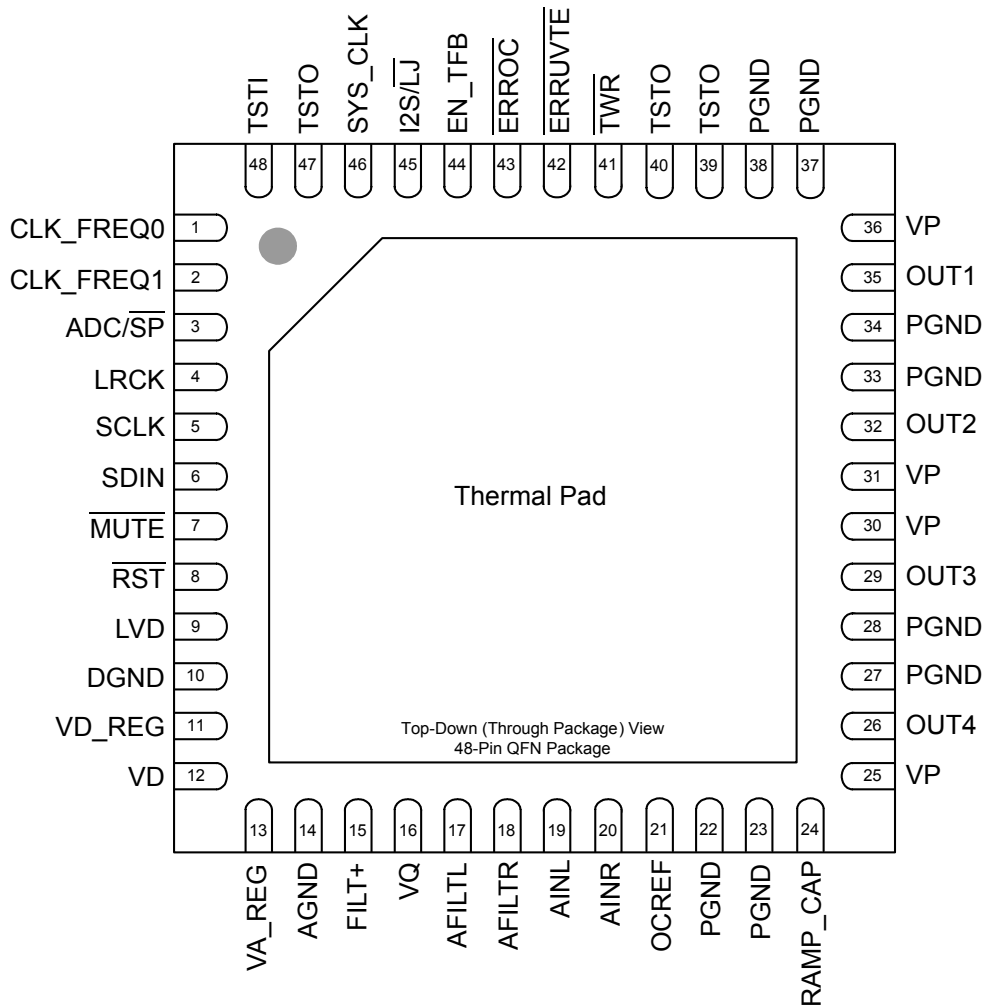 TSTI
TSTO
SYS_CLK
I2S/LJ
EN_TFB
ERROC
ERRUVTE
TWR
TSTO
TSTO
PGND
PGND
48 47 46 45 44 43 42 41 40 39 38 37
CLK_FREQ0 1
CLK_FREQ1 2
ADC/SP 3
LRCK 4
SCLK 5
SDIN 6
MUTE 7
RST 8
LVD 9
DGND 10
VD_REG 11
VD 12
36 VP
35 OUT1
34 PGND
33 PGND
32 OUT2
31 VP
30 VP
29 OUT3
28 PGND
27 PGND
26 OUT4
25 VP
Thermal Pad
Top-Down (Through Package) View
48-Pin QFN Package
13 14 15 16 17 18 19 20 21 22 23 24
VA_REG
AGND
FILT+
VQ
AFILTL
AFILTR
AINL
AINR
OCREF
PGND
PGND
RAMP_CAP